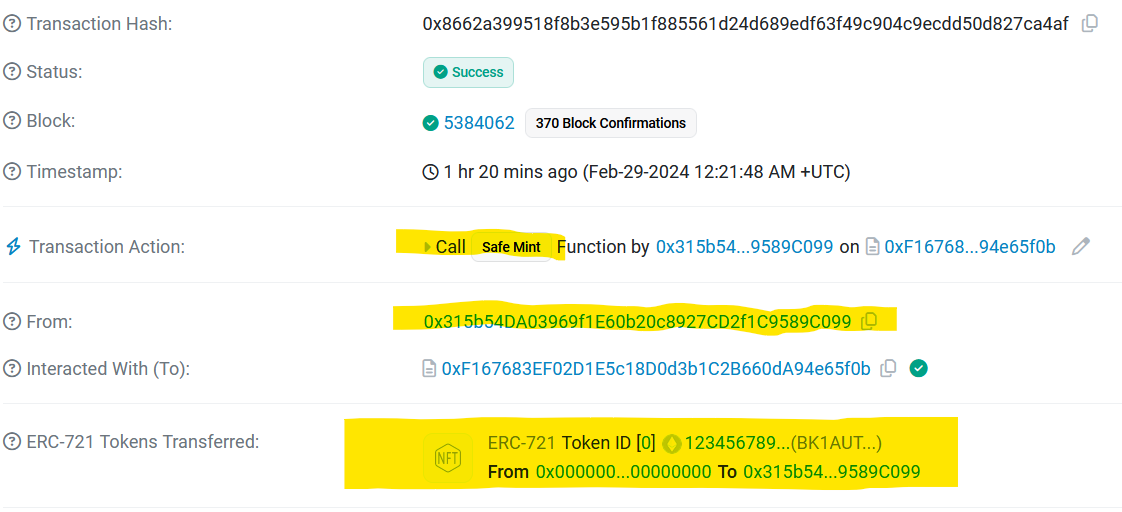 Transaction Hash: 0x8662a399518f8b3e595b1f885561d24d689edf63f49c904c9ecdd50d827ca4af
Status: Success
Block: 5384062 370 Block Confirmations
Timestamp: 1 hr 20 mins ago (Feb-29-2024 12:21:48 AM +UTC)
Transaction Action: Call Safe Mint Function by 0x315b54...9589C099 on 0xF16768...94e65f0b
From: 0x315b54DA03969f1E60b20c8927CD2f1C9589C099
Interacted With (To): 0xF167683EF02D1E5c18D0d3b1C2B660dA94e65f0b
ERC-721 Tokens Transferred: NFT ERC-721 Token ID [0] 123456789...(BK1AUT...)
From 0x000000...00000000 To 0x315b54...9589C099